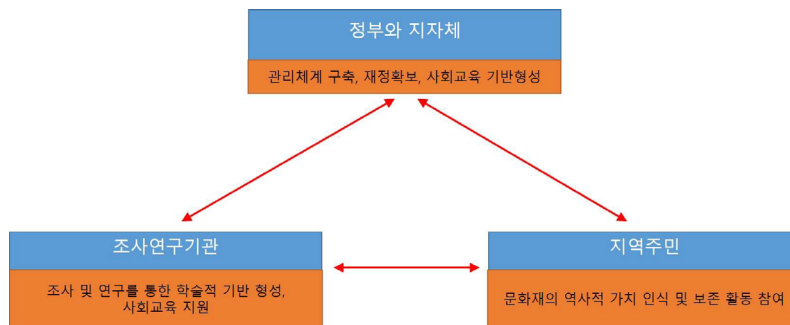 정부와 지자체
관리체계 구축, 재정확보, 사회교육 기반형성
조사연구기관
조사 및 연구를 통한 학술적 기반 형성,
사회교육 지원
지역주민
문화재의 역사적 가치 인식 및 보존 활동 참여